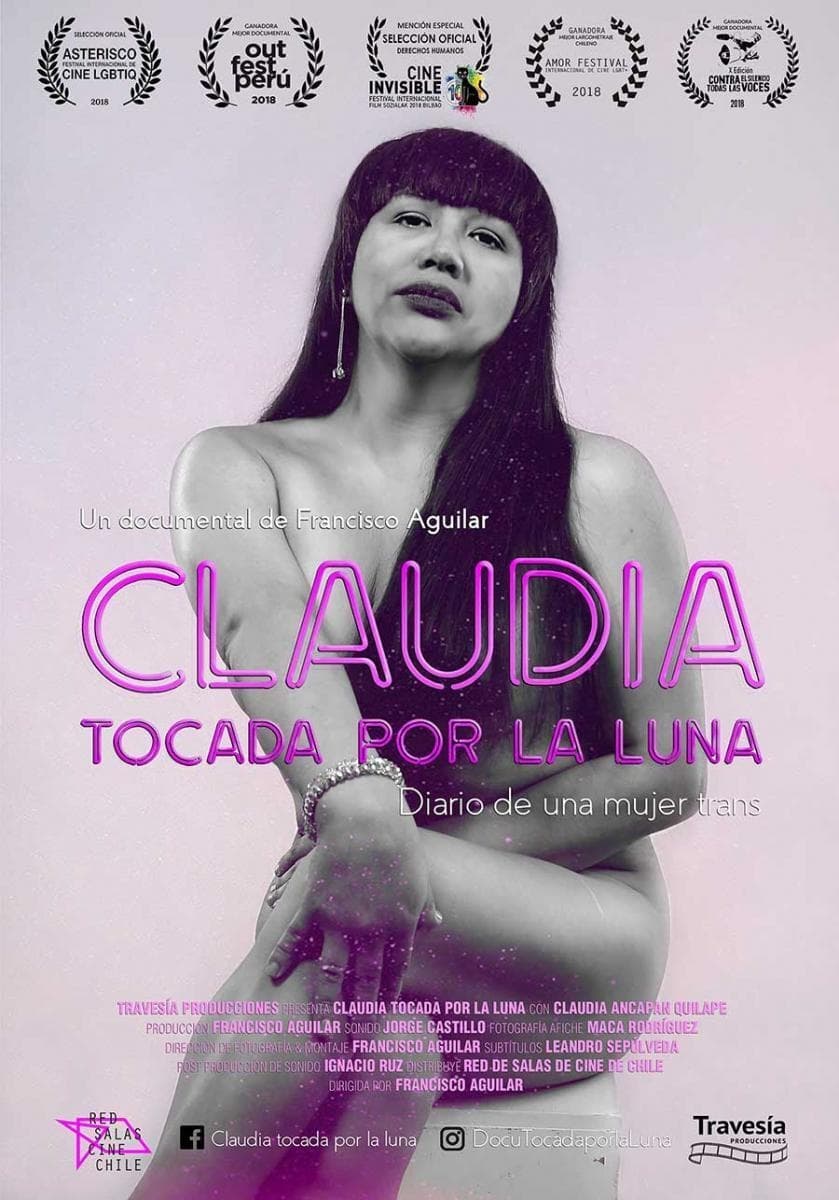 SELECCIÓN OFICIAL
ASTERISCO
FESTIVAL INTERNACIONAL DE
CINE LGBTIQ
2018
GANADORA
MEJOR DOCUMENTAL
out
fest
perú
2018
MENCIÓN ESPECIAL
SELECCIÓN OFICIAL
DERECHOS HUMANOS
CINE
INVISIBLE
FESTIVAL INTERNACIONAL
FILM SOZIALAK 2018 BILBAO
GANADORA
MEJOR LARGOMETRAJE
CHILENO
AMOR FESTIVAL
INTERNACIONAL DE CINE LGBT+
2018
GANADORA
MEJOR DOCUMENTAL
X Edición
CONTRA EL SILENCIO
TODAS LAS VOCES
2018
Un documental de Francisco Aguilar
CLAUDIA
TOCADA POR LA LUNA
Diario de una mujer trans
TRAVESÍA PRODUCCIONES PRESENTA CLAUDIA TOCADA POR LA LUNA CON CLAUDIA ANCAPAN QUILAPE
PRODUCCIÓN FRANCISCO AGUILAR SONIDO JORGE CASTILLO FOTOGRAFÍA AFICHE MACA RODRÍGUEZ
DIRECCIÓN DE FOTOGRAFÍA & MONTAJE FRANCISCO AGUILAR SUBTÍTULOS LEANDRO SEPÚLVEDA
POST PRODUCCIÓN DE SONIDO IGNACIO RUZ DISTRIBUYE RED DE SALAS DE CINE DE CHILE
DIRIGIDA POR FRANCISCO AGUILAR
RED
SALAS
CINE
CHILE
Claudia tocada por la luna
DocuTocadaporlaLuna
Travesía
PRODUCCIONES